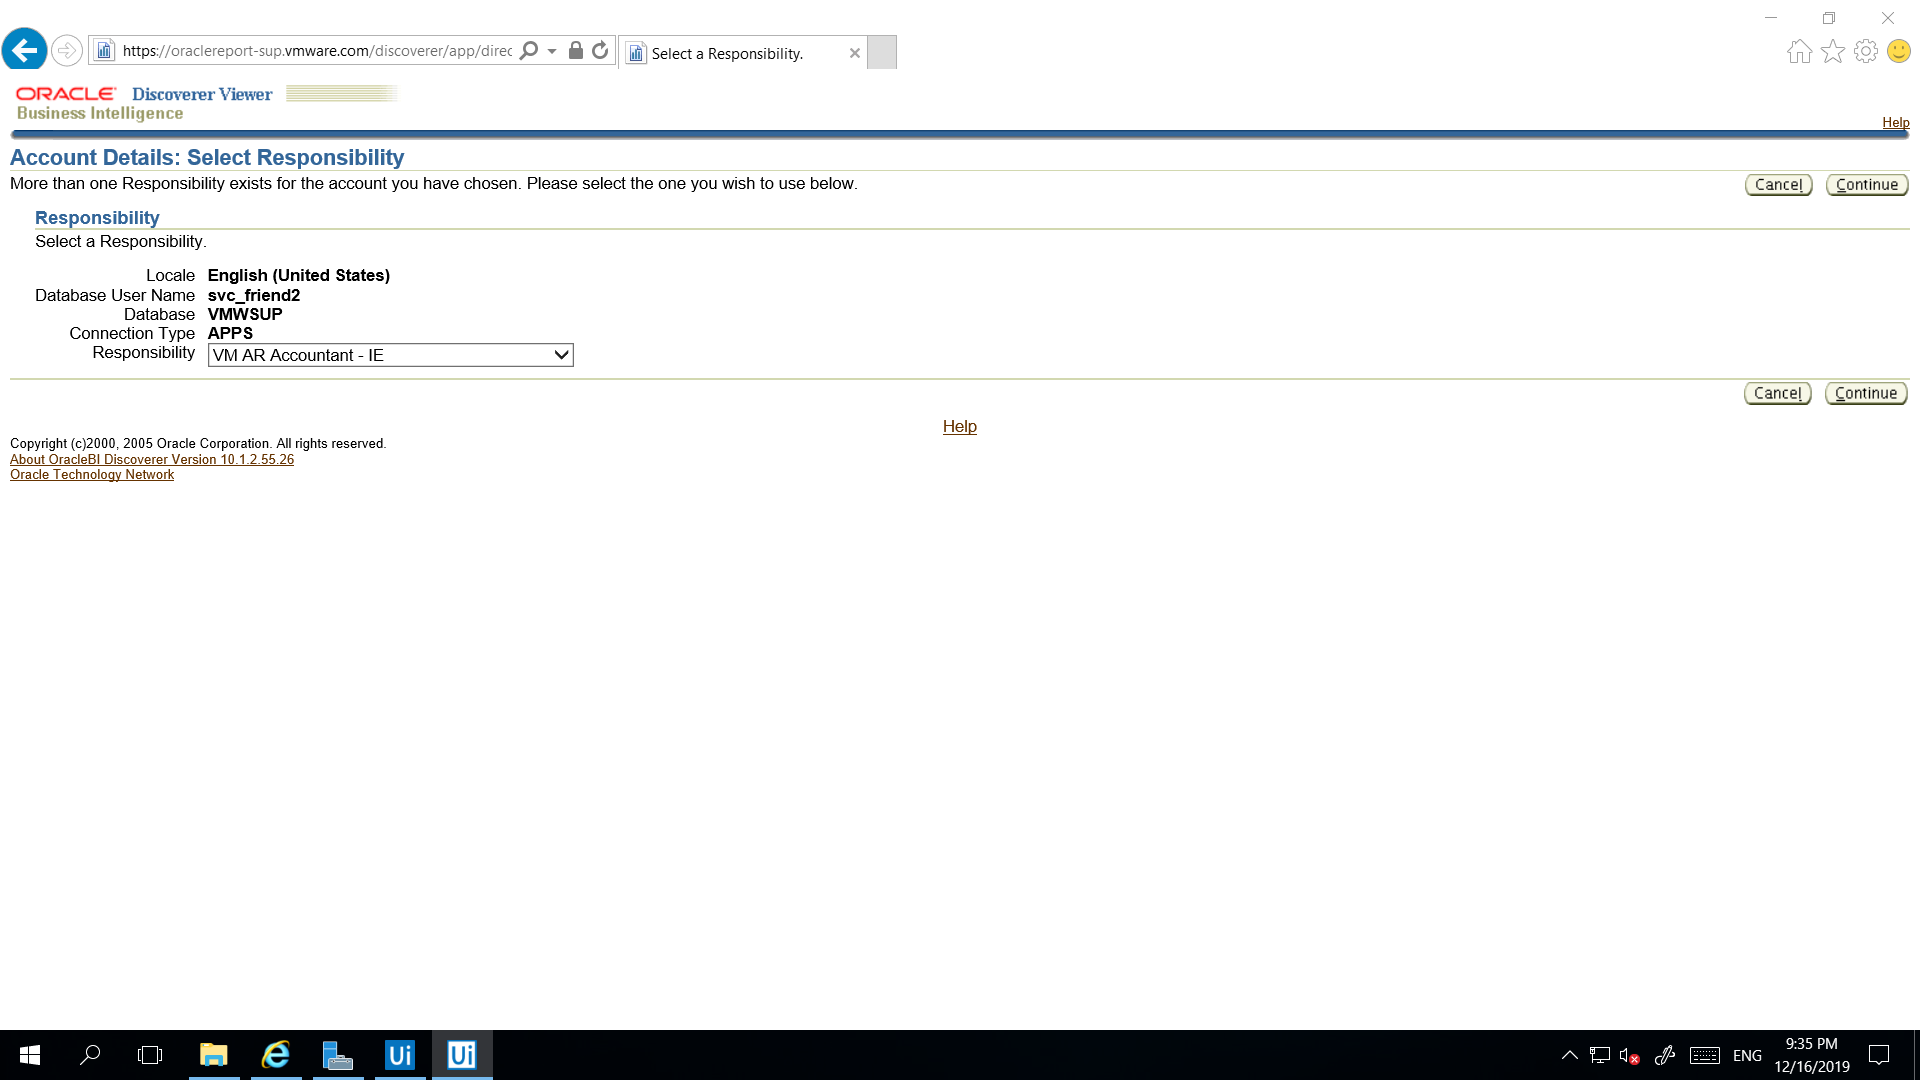 https://oraclereport-sup.vmware.com/discoverer/app/direc
Select a Responsibility.
ORACLE Discoverer Viewer
Business Intelligence
Help
Account Details: Select Responsibility
More than one Responsibility exists for the account you have chosen. Please select the one you wish to use below.
Cancel Continue
Responsibility
Select a Responsibility.
Locale English (United States)
Database User Name svc_friend2
Database VMWSUP
Connection Type APPS
Responsibility VM AR Accountant - IE
Cancel Continue
Help
Copyright (c)2000, 2005 Oracle Corporation. All rights reserved.
About OracleBI Discoverer Version 10.1.2.55.26
Oracle Technology Network
Ui
Ui
ENG
9:35 PM
12/16/2019